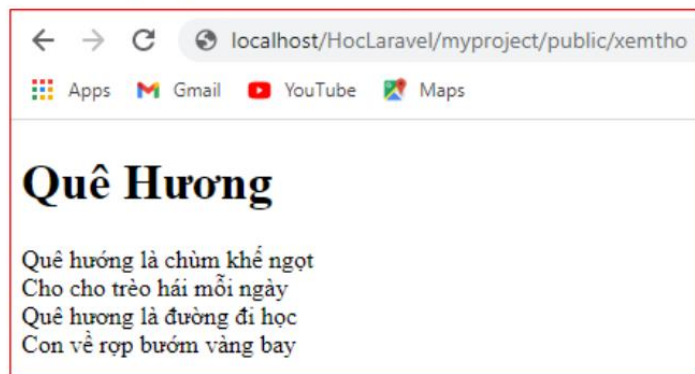 localhost/HocLaravel/myproject/public/xemtho
Apps Gmail YouTube Maps
Quê Hương
Quê hướng là chùm khế ngọt
Cho cho trèo hái mỗi ngày
Quê hương là đường đi học
Con về rợp bướm vàng bay